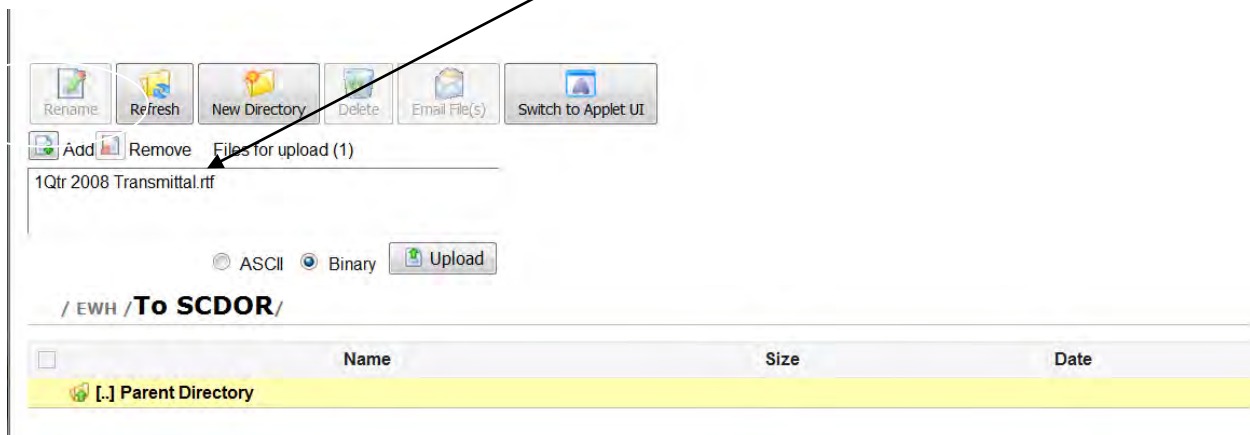 Rename Refresh New Directory Delete Email File(s) Switch to Applet UI
Add Remove Files for upload (1)
1Qtr 2008 Transmittal.rtf
ASCII Binary Upload
/ EWH /To SCDOR/
Name Size Date
[..] Parent Directory